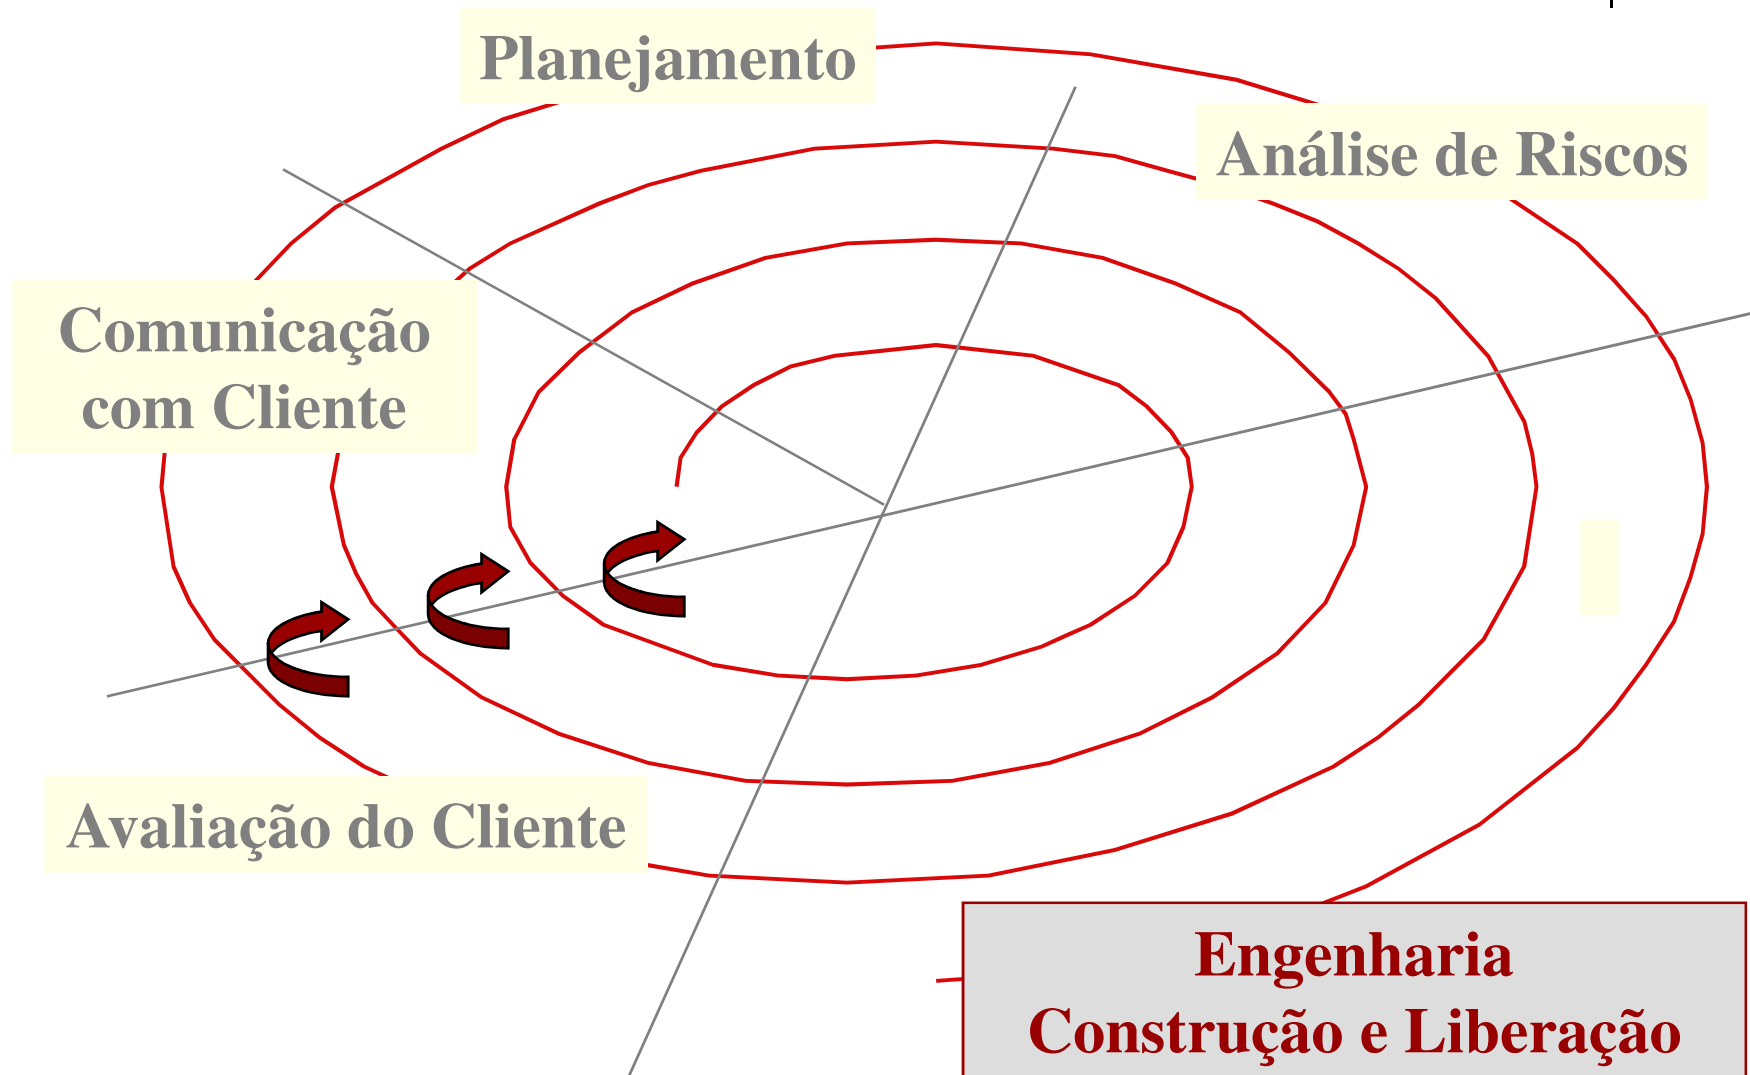 Planejamento
Análise de Riscos
Comunicação
com Cliente
Avaliação do Cliente
Engenharia
Construção e Liberação